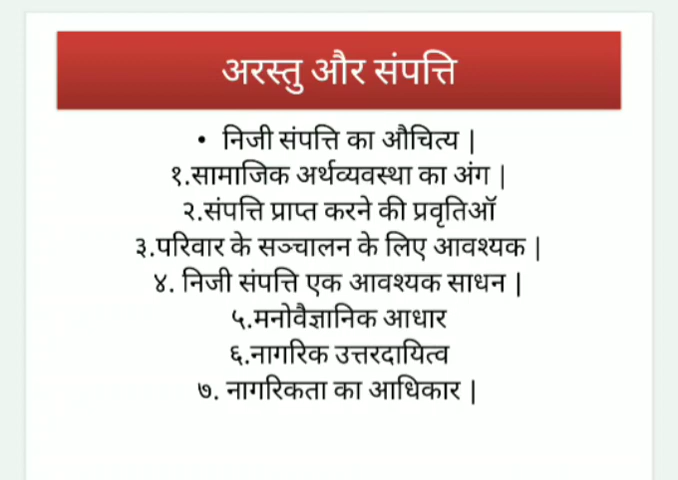 अरस्तु और संपत्ति
• निजी संपत्ति का औचित्य |
१.सामाजिक अर्थव्यवस्था का अंग |
२.संपत्ति प्राप्त करने की प्रवृतिऑ
३.परिवार के सञ्चालन के लिए आवश्यक |
४. निजी संपत्ति एक आवश्यक साधन |
५.मनोवैज्ञानिक आधार
६.नागरिक उत्तरदायित्व
७. नागरिकता का आधिकार |